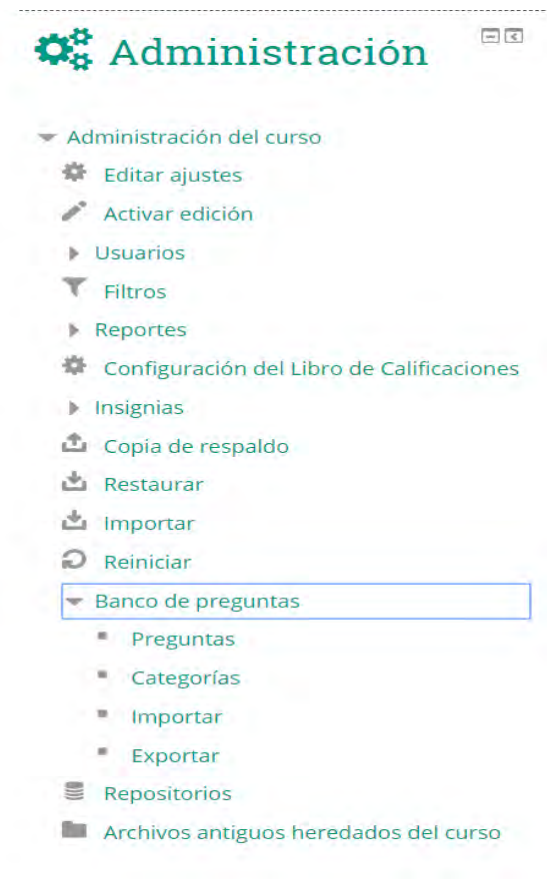 Administración
Administración del curso
Editar ajustes
Activar edición
Usuarios
Filtros
Reportes
Configuración del Libro de Calificaciones
Insignias
Copia de respaldo
Restaurar
Importar
Reiniciar
Banco de preguntas
Preguntas
Categorías
Importar
Exportar
Repositorios
Archivos antiguos heredados del curso